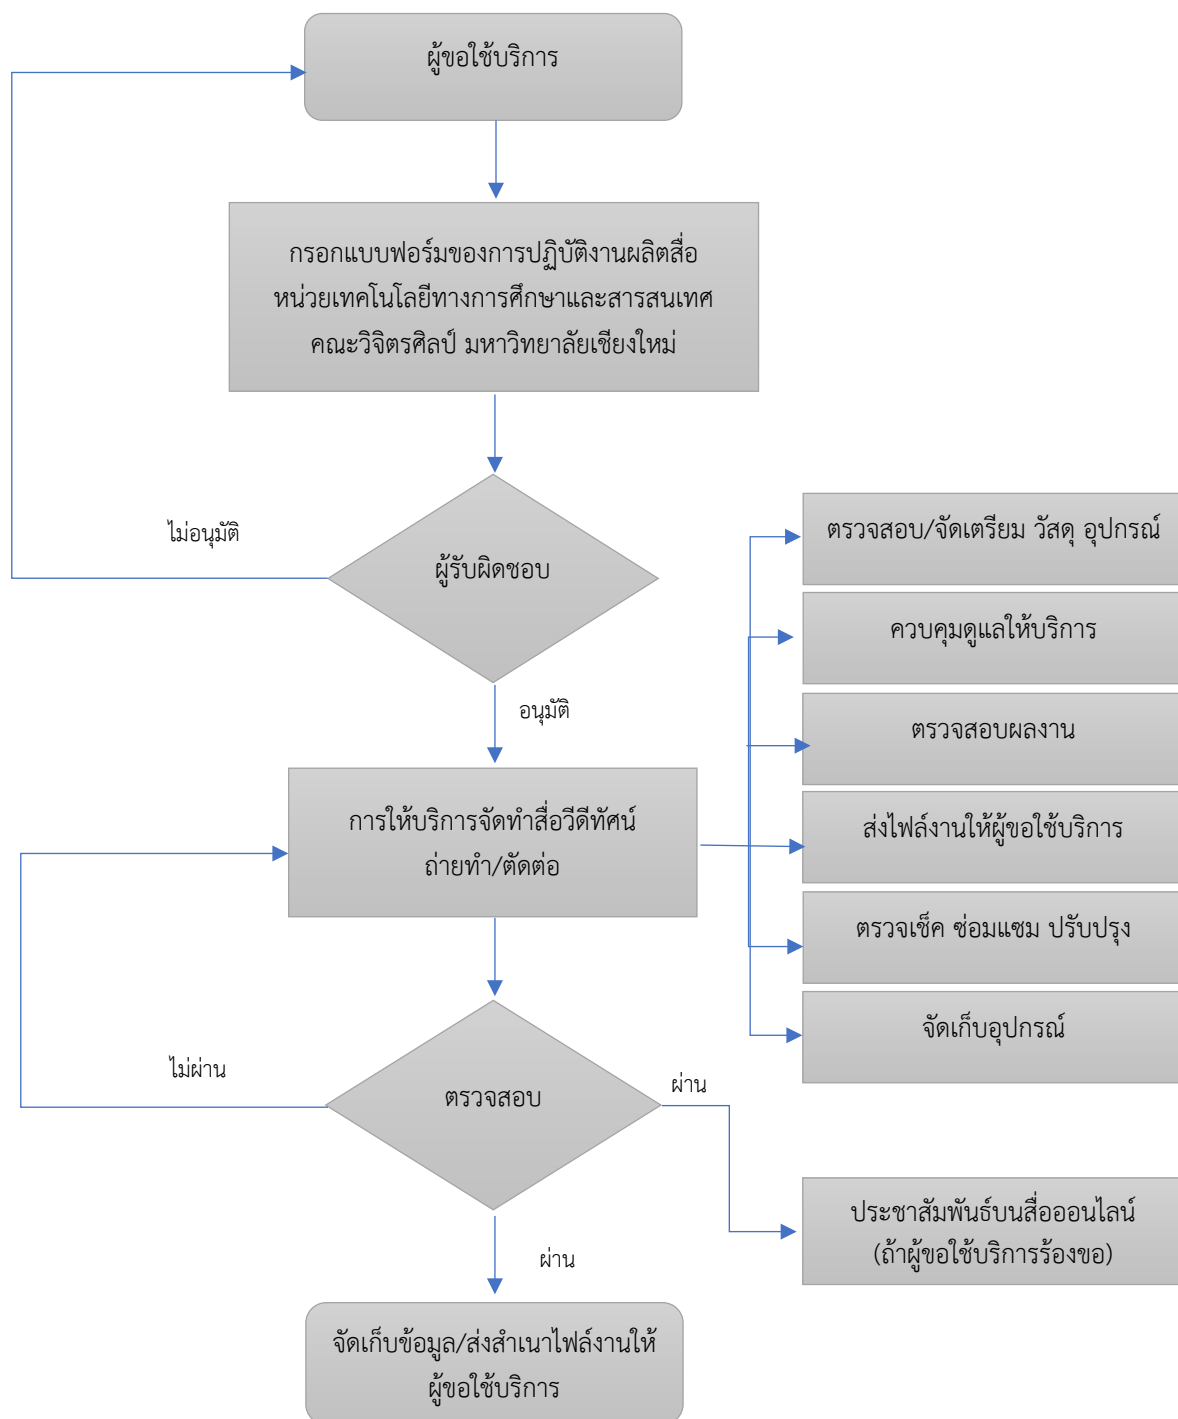 ผู้ขอใช้บริการ
กรอกแบบฟอร์มของการปฏิบัติงานผลิตสื่อ
หน่วยเทคโนโลยีทางการศึกษาและสารสนเทศ
คณะวิจิตรศิลป์ มหาวิทยาลัยเชียงใหม่
ไม่อนุมัติ
ผู้รับผิดชอบ
อนุมัติ
ตรวจสอบ/จัดเตรียม วัสดุ อุปกรณ์
ควบคุมดูแลให้บริการ
ตรวจสอบผลงาน
ส่งไฟล์งานให้ผู้ขอใช้บริการ
ตรวจเช็ค ซ่อมแซม ปรับปรุง
จัดเก็บอุปกรณ์
การให้บริการจัดทำสื่อวีดีทัศน์
ถ่ายทำ/ตัดต่อ
ไม่ผ่าน
ตรวจสอบ
ผ่าน
ประชาสัมพันธ์บนสื่อออนไลน์
(ถ้าผู้ขอใช้บริการร้องขอ)
ผ่าน
จัดเก็บข้อมูล/ส่งสำเนาไฟล์งานให้
ผู้ขอใช้บริการ